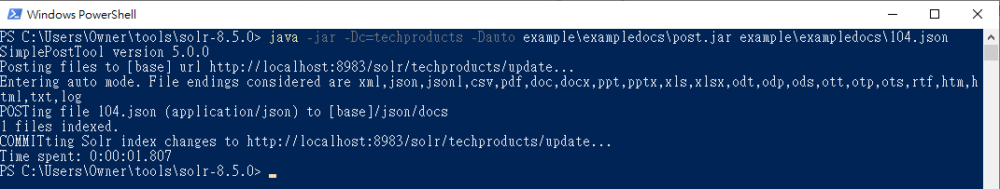 Windows PowerShell
PS C:\Users\Owner\tools\solr-8.5.0> java -jar -Dc=techproducts -Dauto example\exampledocs\post.jar example\exampledocs\104.json
SimplePostTool version 5.0.0
Posting files to [base] url http://localhost:8983/solr/techproducts/update...
Entering auto mode. File endings considered are xml,json,jsonl,csv,pdf,doc,docx,ppt,pptx,xls,xlsx,odt,odp,ods,ott,otp,ots,rtf,htm,h
tml,txt,log
POSTing file 104.json (application/json) to [base]/json/docs
1 files indexed.
COMMITting Solr index changes to http://localhost:8983/solr/techproducts/update...
Time spent: 0:00:01.807
PS C:\Users\Owner\tools\solr-8.5.0>